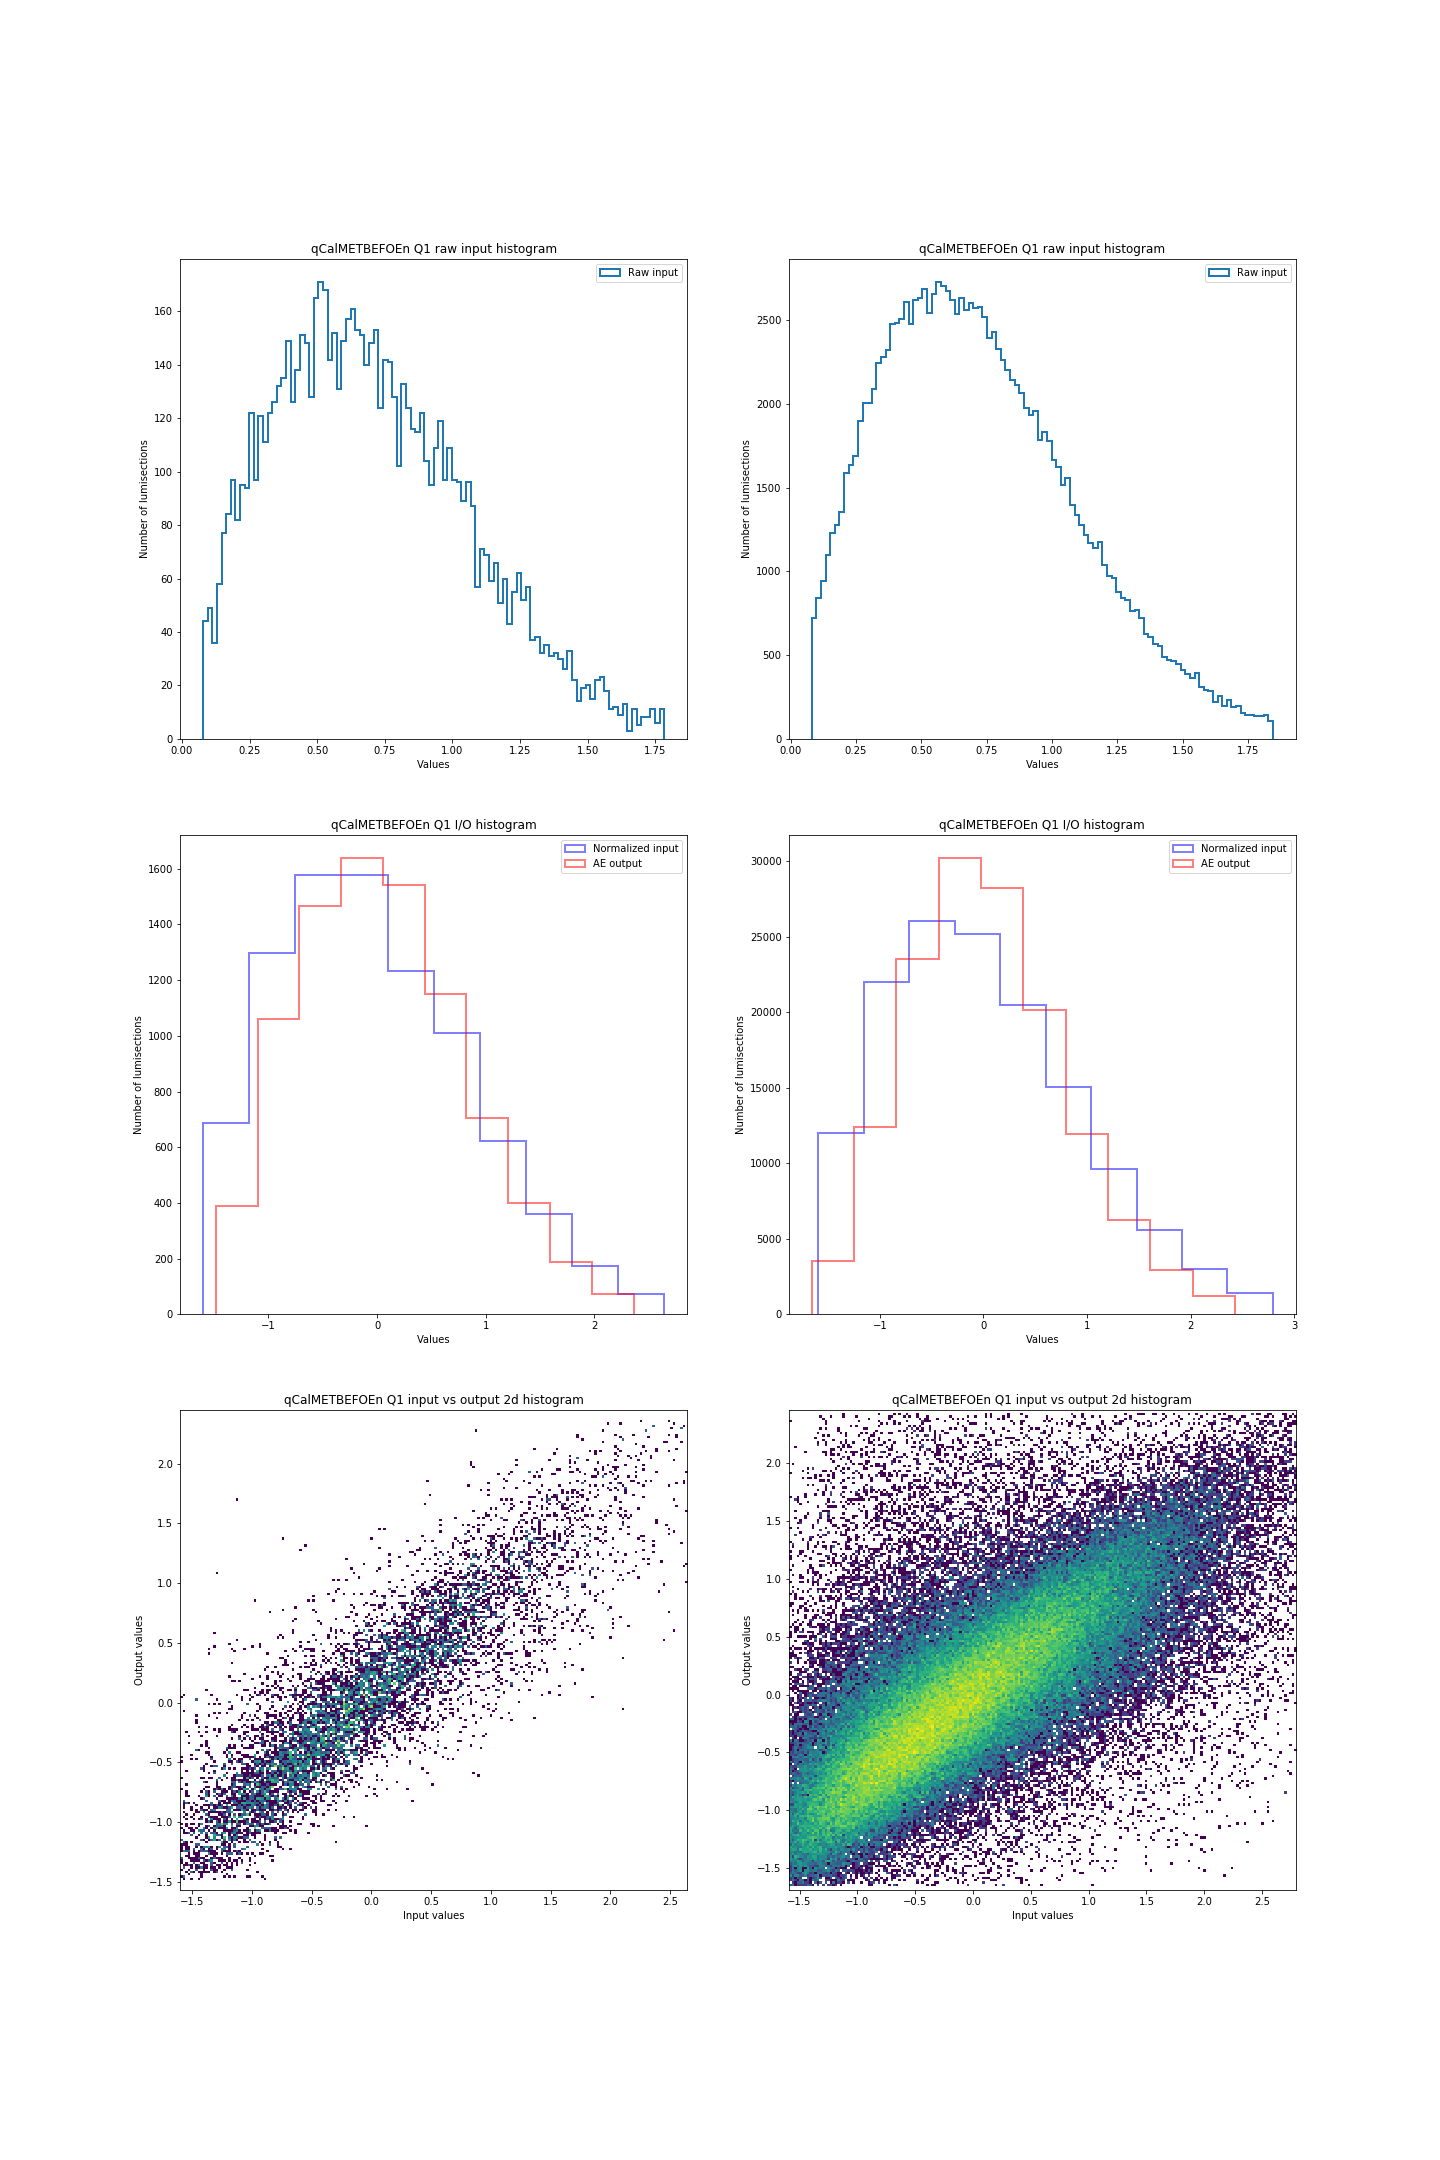 qCalMETBEFOEn Q1 raw input histogram
Raw input
Number of lumisections
160
140
120
100
80
60
40
20
0
0.00 0.25 0.50 0.75 1.00 1.25 1.50 1.75
Values
qCalMETBEFOEn Q1 raw input histogram
Raw input
Number of lumisections
2500
2000
1500
1000
500
0
0.00 0.25 0.50 0.75 1.00 1.25 1.50 1.75
Values
qCalMETBEFOEn Q1 I/O histogram
Normalized input
AE output
Number of lumisections
1600
1400
1200
1000
800
600
400
200
0
−1 0 1 2
Values
qCalMETBEFOEn Q1 I/O histogram
Normalized input
AE output
Number of lumisections
30000
25000
20000
15000
10000
5000
0
−1 0 1 2 3
Values
qCalMETBEFOEn Q1 input vs output 2d histogram
Output values
2.0
1.5
1.0
0.5
0.0
−0.5
−1.0
−1.5
−1.5 −1.0 −0.5 0.0 0.5 1.0 1.5 2.0 2.5
Input values
qCalMETBEFOEn Q1 input vs output 2d histogram
Output values
2.0
1.5
1.0
0.5
0.0
−0.5
−1.0
−1.5
−1.5 −1.0 −0.5 0.0 0.5 1.0 1.5 2.0 2.5
Input values